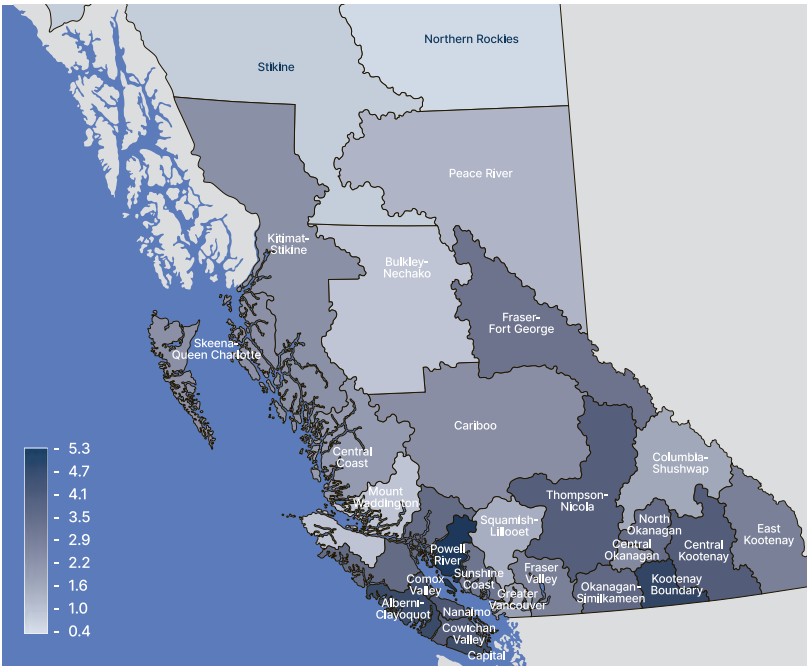 Northern Rockies
Stikine
Peace River
Kitimat-
Stikine
Bulkley-
Nechako
Fraser-
Fort George
Skeena-
Queen Charlotte
Cariboo
Central
Coast
Columbia-
Shushwap
Mount
Waddington
Thompson-
Nicola
Squamish-
Lillooet
North
Okanagan
East
Kootenay
Central
Okanagan
Central
Kootenay
Powell
River
Sunshine
Coast
Fraser
Valley
Comox
Valley
Okanagan-
Similkameen
Kootenay
Boundary
Greater
Vancouver
Alberni-
Clayoquot
Nanaimo
Cowichan
Valley
Capital
- 5.3
- 4.7
- 4.1
- 3.5
- 2.9
- 2.2
- 1.6
- 1.0
- 0.4